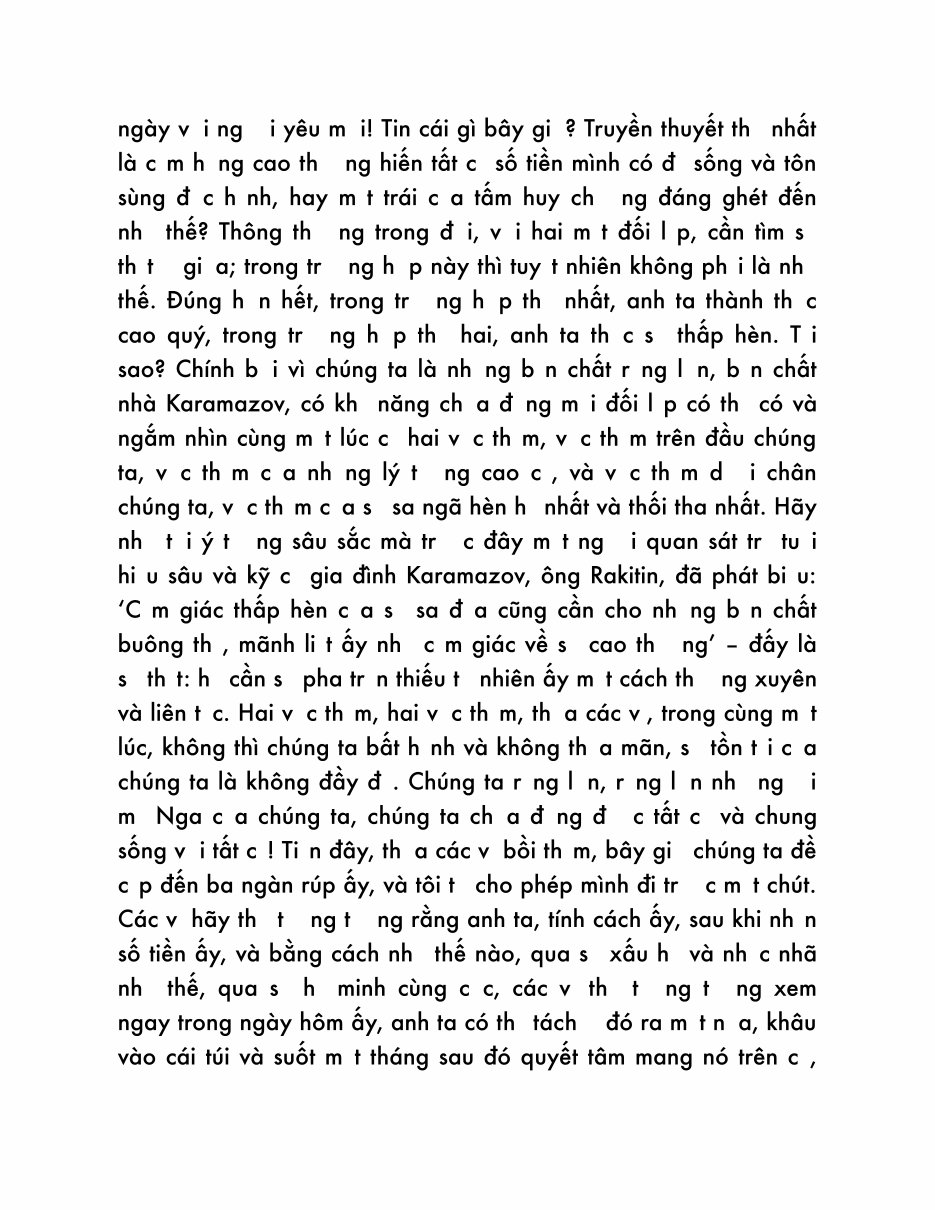 ngày v i ng i yêu m i! Tin cái gì bây gi ? Truyền thuyết th nhất
là c m h ng cao th ng hiến tất c số tiền mình có đ sống và tôn
sùng đ c h nh, hay m t trái c a tấm huy ch ng đáng ghét đến
nh thế? Thông th ng trong đ i, v i hai m t đối l p, cần tìm s
th t gi a; trong tr ng h p này thì tuy t nhiên không ph i là nh
thế. Đúng h n hết, trong tr ng h p th nhất, anh ta thành th c
cao quý, trong tr ng h p th hai, anh ta th c s thấp hèn. T i
sao? Chính b i vì chúng ta là nh ng b n chất r ng l n, b n chất
nhà Karamazov, có kh năng ch a đ ng m i đối l p có th có và
ngắm nhìn cùng m t lúc c hai v c th m, v c th m trên đầu chúng
ta, v c th m c a nh ng lý t ng cao c , và v c th m d i chân
chúng ta, v c th m c a s sa ngã hèn h nhất và thối tha nhất. Hãy
nh t i ý t ng sâu sắc mà tr c đây m t ng i quan sát tr tu i
hi u sâu và kỹ c gia đình Karamazov, ông Rakitin, đã phát bi u:
‘C m giác thấp hèn c a s sa đ a cũng cần cho nh ng b n chất
buông th , mãnh li t ấy nh c m giác về s cao th ng’ – đấy là
s th t: h cần s pha tr n thiếu t nhiên ấy m t cách th ng xuyên
và liên t c. Hai v c th m, hai v c th m, th a các v , trong cùng m t
lúc, không thì chúng ta bất h nh và không th a mãn, s tồn t i c a
chúng ta là không đầy đ . Chúng ta r ng l n, r ng l n nh ng i
m Nga c a chúng ta, chúng ta ch a đ ng đ c tất c và chung
sống v i tất c ! Ti n đây, th a các v bồi th m, bây gi chúng ta đề
c p đến ba ngàn rúp ấy, và tôi t cho phép mình đi tr c m t chút.
Các v hãy th t ng t ng rằng anh ta, tính cách ấy, sau khi nh n
số tiền ấy, và bằng cách nh thế nào, qua s xấu h và nh c nhã
nh thế, qua s h minh cùng c c, các v th t ng t ng xem
ngay trong ngày hôm ấy, anh ta có th tách đó ra m t n a, khâu
vào cái túi và suốt m t tháng sau đó quyết tâm mang nó trên c ,